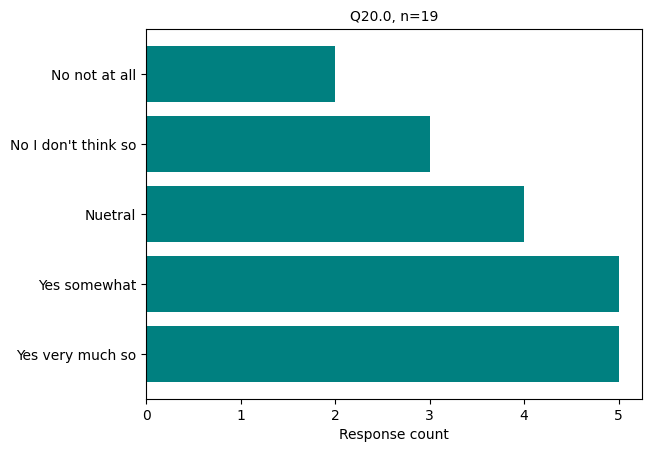 Q20.0, n=19
No not at all
No I don't think so
Nuetral
Yes somewhat
Yes very much so
0 1 2 3 4 5
Response count